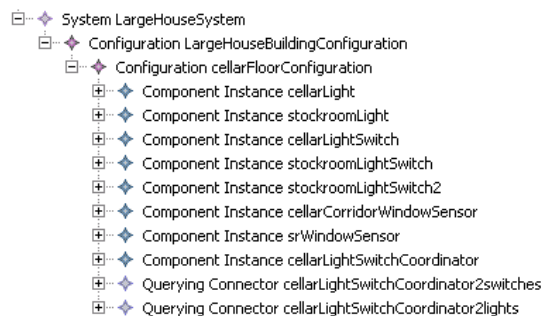 System LargeHouseSystem
Configuration LargeHouseBuildingConfiguration
Configuration cellarFloorConfiguration
Component Instance cellarLight
Component Instance stockroomLight
Component Instance cellarLightSwitch
Component Instance stockroomLightSwitch
Component Instance stockroomLightSwitch2
Component Instance cellarCorridorWindowSensor
Component Instance srWindowSensor
Component Instance cellarLightSwitchCoordinator
Querying Connector cellarLightSwitchCoordinator2switches
Querying Connector cellarLightSwitchCoordinator2lights